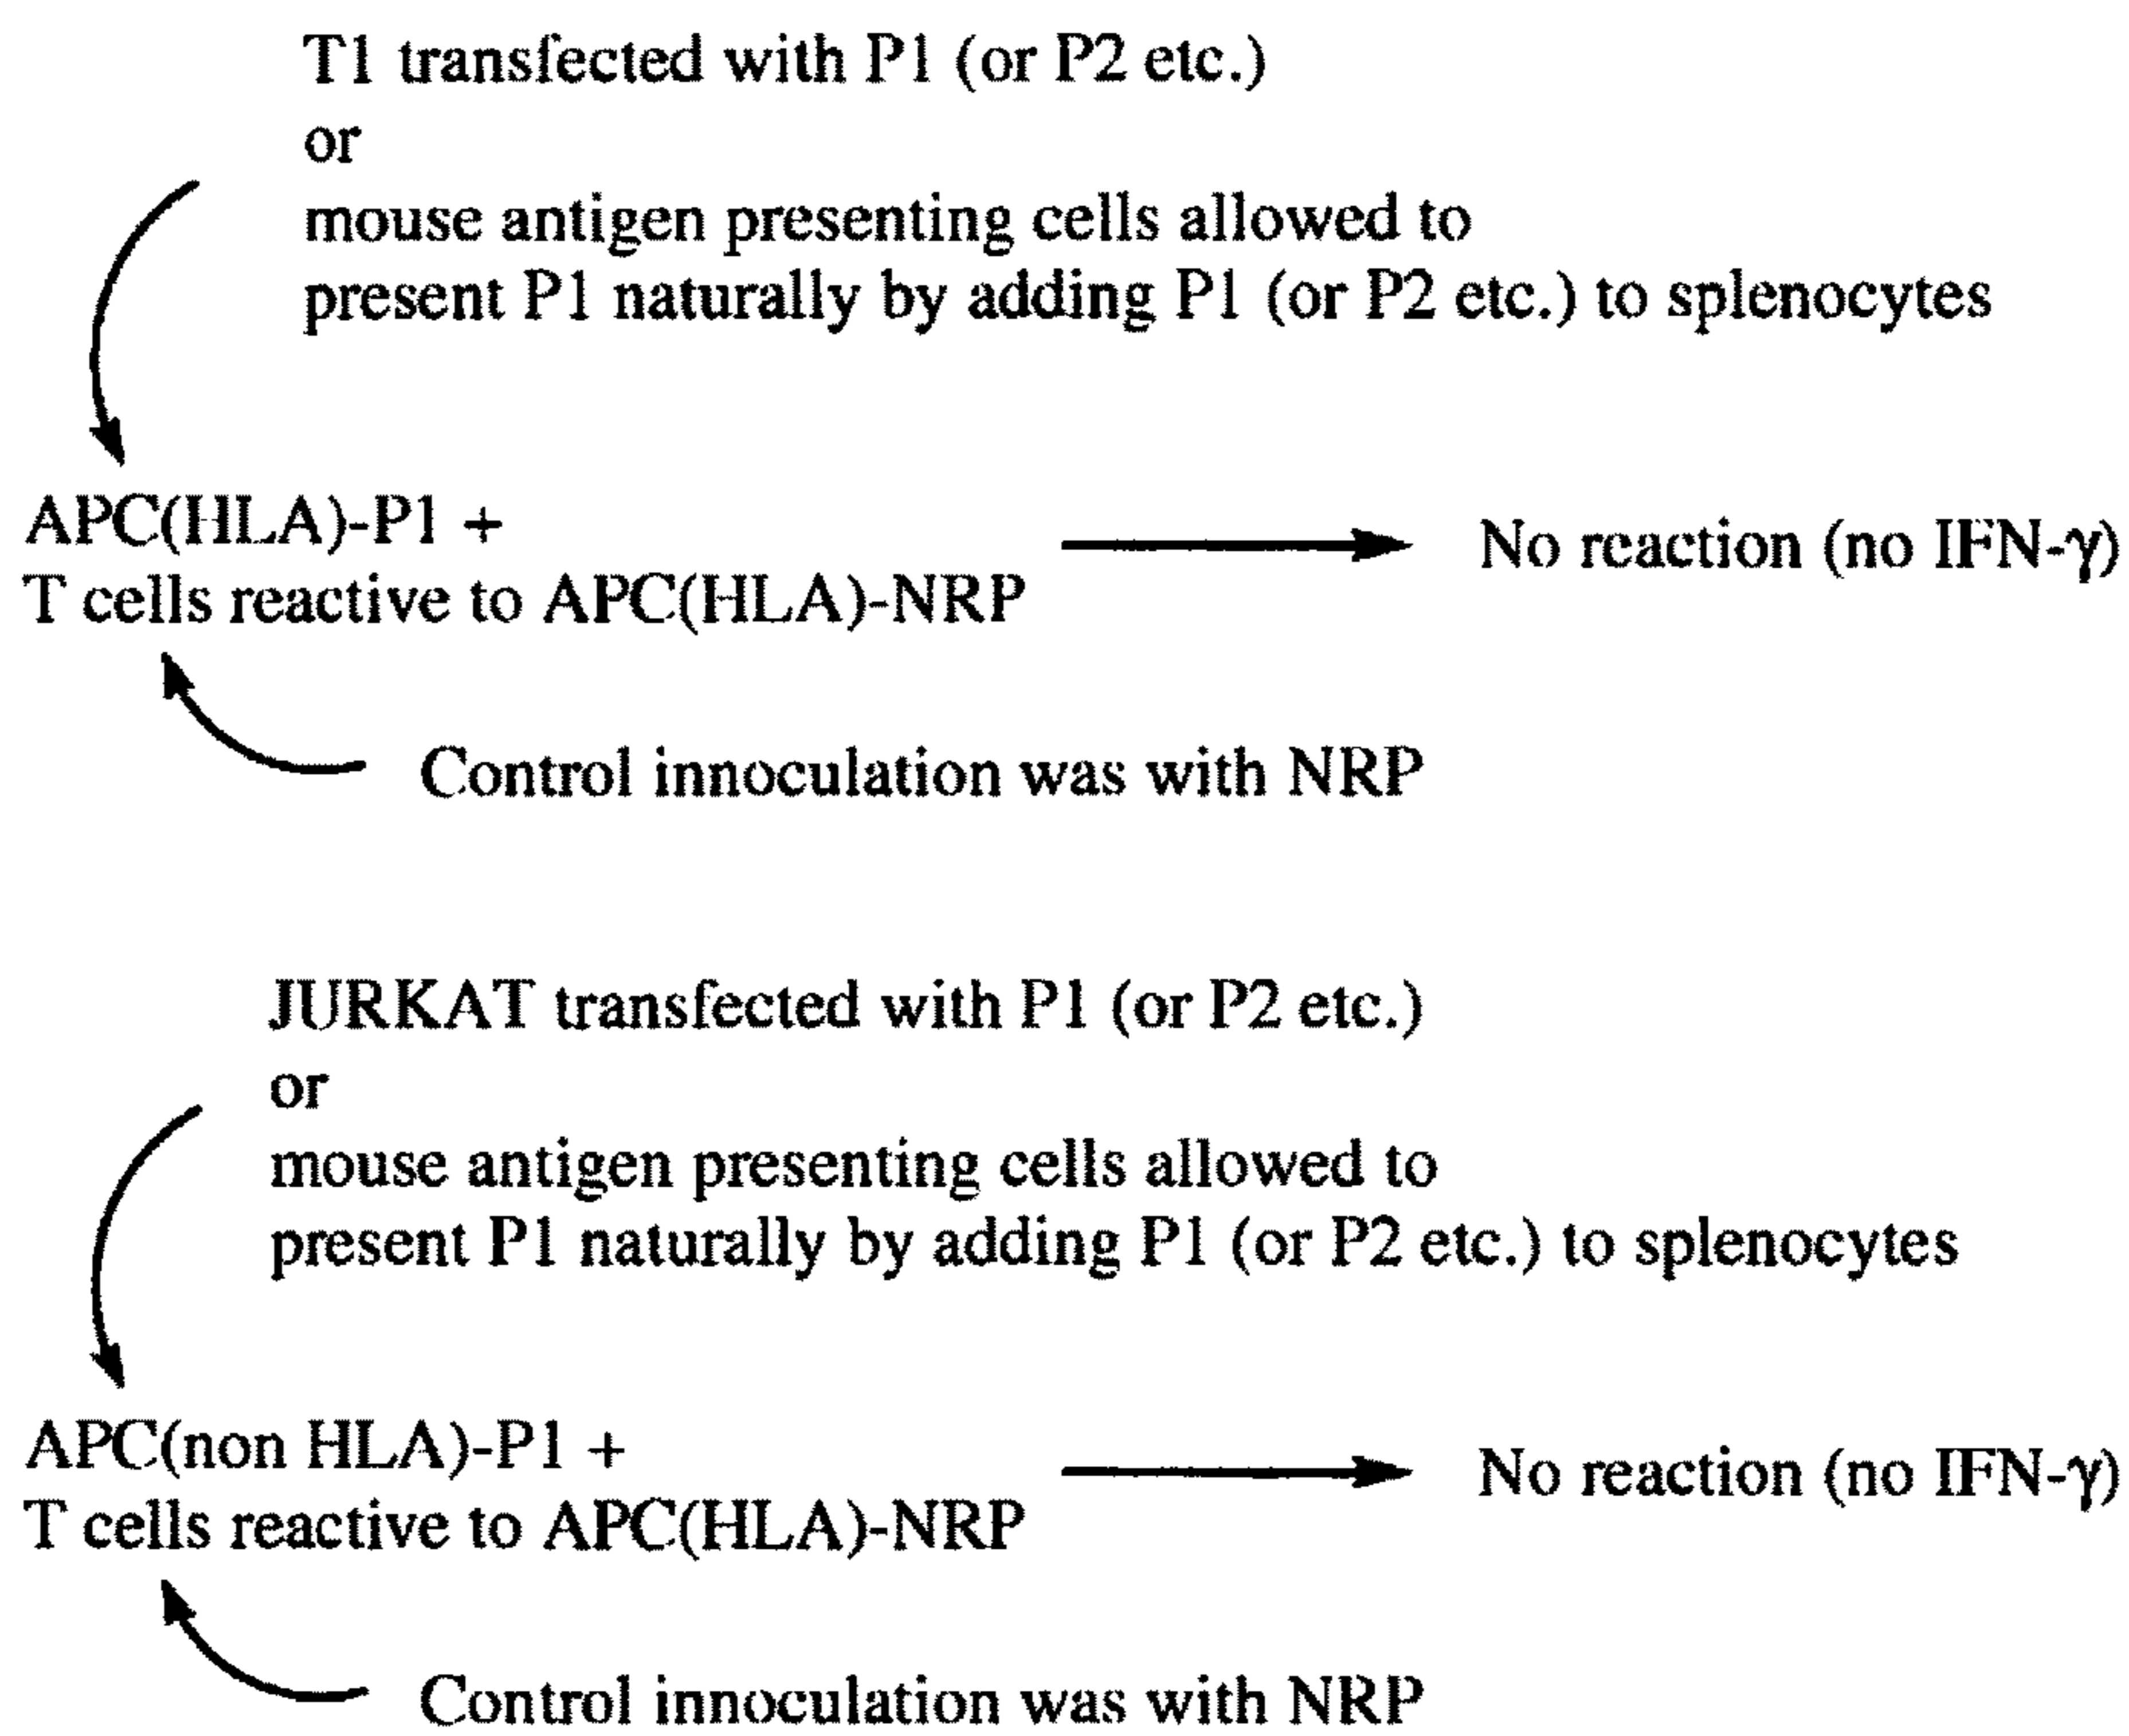 T1 transfected with P1 (or P2 etc.)
or
mouse antigen presenting cells allowed to
present P1 naturally by adding P1 (or P2 etc.) to splenocytes
APC(HLA)-P1 +
T cells reactive to APC(HLA)-NRP
No reaction (no IFN-γ)
Control innoculation was with NRP
JURKAT transfected with P1 (or P2 etc.)
or
mouse antigen presenting cells allowed to
present P1 naturally by adding P1 (or P2 etc.) to splenocytes
APC(non HLA)-P1 +
T cells reactive to APC(HLA)-NRP
No reaction (no IFN-γ)
Control innoculation was with NRP